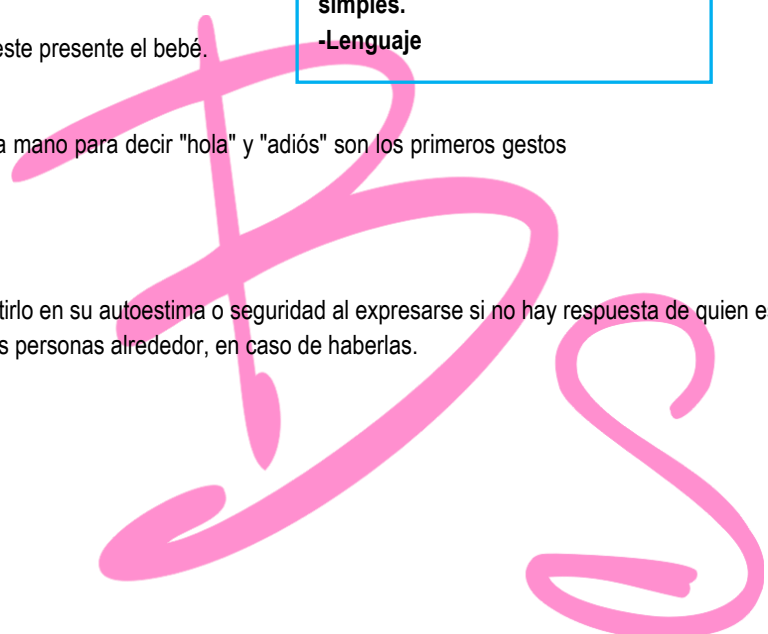 simples.
-Lenguaje
este presente el bebé.
a mano para decir "hola" y "adiós" son los primeros gestos
tirlo en su autoestima o seguridad al expresarse si no hay respuesta de quien e
s personas alrededor, en caso de haberlas.
BS